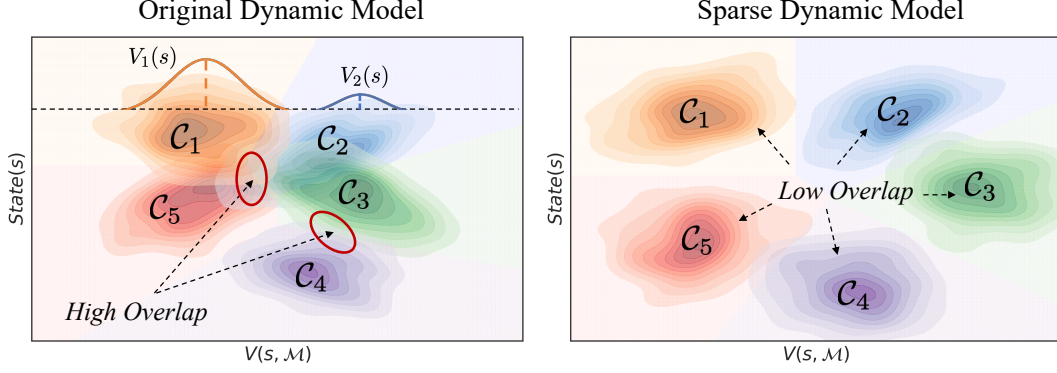 Original Dynamic Model
V₁(s)
V₂(s)
C₁
C₂
C₃
C₅
C₄
High Overlap
State(s)
V(s, ℳ)
Sparse Dynamic Model
C₁
C₂
C₃
Low Overlap
C₅
C₄
State(s)
V(s, ℳ)